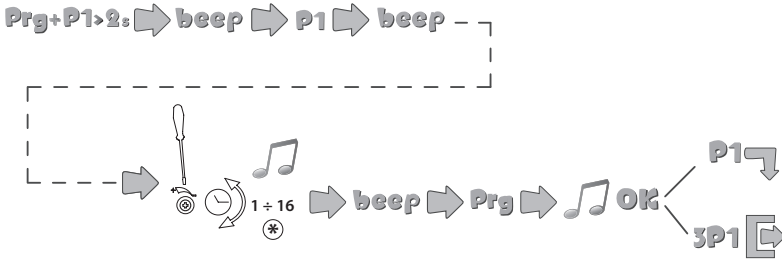 Prg+P1>2s beep P1 beep
1 ÷ 16
*
beep Prg OK
P1
3P1